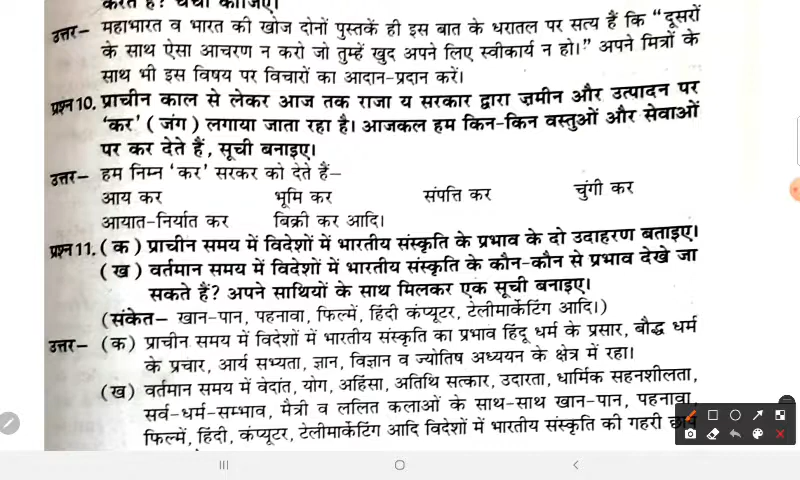 करते हैं? चर्चा कीजिए।
उत्तर– महाभारत व भारत की खोज दोनों पुस्तकें ही इस बात के धरातल पर सत्य हैं कि “दूसरों
के साथ ऐसा आचरण न करो जो तुम्हें खुद अपने लिए स्वीकार्य न हो।” अपने मित्रों के
साथ भी इस विषय पर विचारों का आदान-प्रदान करें।
प्रश्न 10. प्राचीन काल से लेकर आज तक राजा य सरकार द्वारा ज़मीन और उत्पादन पर
‘कर’ (जंग) लगाया जाता रहा है। आजकल हम किन-किन वस्तुओं और सेवाओं
पर कर देते हैं, सूची बनाइए।
उत्तर– हम निम्न ‘कर’ सरकर को देते हैं–
आय कर भूमि कर संपत्ति कर चुंगी कर
आयात-निर्यात कर बिक्री कर आदि।
प्रश्न 11. (क) प्राचीन समय में विदेशों में भारतीय संस्कृति के प्रभाव के दो उदाहरण बताइए।
(ख) वर्तमान समय में विदेशों में भारतीय संस्कृति के कौन-कौन से प्रभाव देखे जा
सकते हैं? अपने साथियों के साथ मिलकर एक सूची बनाइए।
(संकेत– खान-पान, पहनावा, फिल्में, हिंदी कंप्यूटर, टेलीमार्केटिंग आदि।)
उत्तर– (क) प्राचीन समय में विदेशों में भारतीय संस्कृति का प्रभाव हिंदू धर्म के प्रसार, बौद्ध धर्म
के प्रचार, आर्य सभ्यता, ज्ञान, विज्ञान व ज्योतिष अध्ययन के क्षेत्र में रहा।
(ख) वर्तमान समय में वेदांत, योग, अहिंसा, अतिथि सत्कार, उदारता, धार्मिक सहनशीलता,
सर्व-धर्म-सम्भाव, मैत्री व ललित कलाओं के साथ-साथ खान-पान, पहनावा,
फिल्में, हिंदी, कंप्यूटर, टेलीमार्केटिंग आदि विदेशों में भारतीय संस्कृति की गहरी